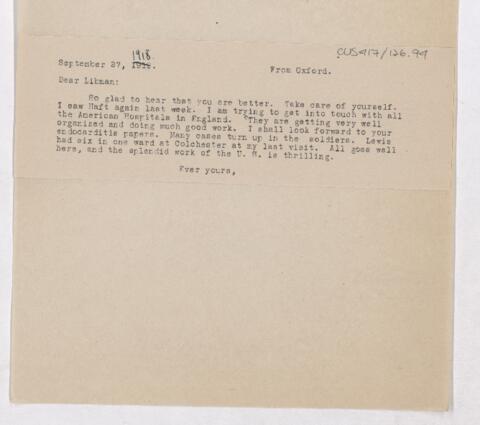 CUS417/126.94
1918
September 27, 1918. From Oxford.
Dear Libman:
So glad to hear that you are better. Take care of yourself.
I saw Haft again last week. I am trying to get into touch with all
the American Hospitals in England. They are getting very well
organized and doing much good work. I shall look forward to your
endocarditis papers. Many cases turn up in the soldiers. Lewis
had six in one ward at Colchester at my last visit. All goes well
here, and the splendid work of the U. S. is thrilling.
Ever yours,